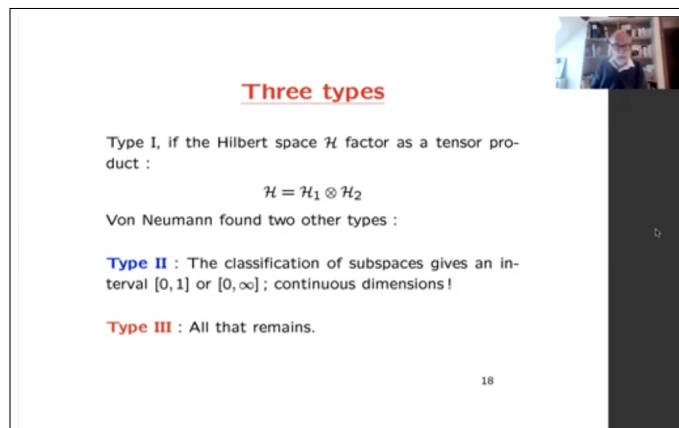 Three types
Type I, if the Hilbert space ℋ factor as a tensor pro-
duct :
ℋ = ℋ₁ ⊗ ℋ₂
Von Neumann found two other types :
Type II : The classification of subspaces gives an in-
terval [0, 1] or [0, ∞] ; continuous dimensions !
Type III : All that remains.
18